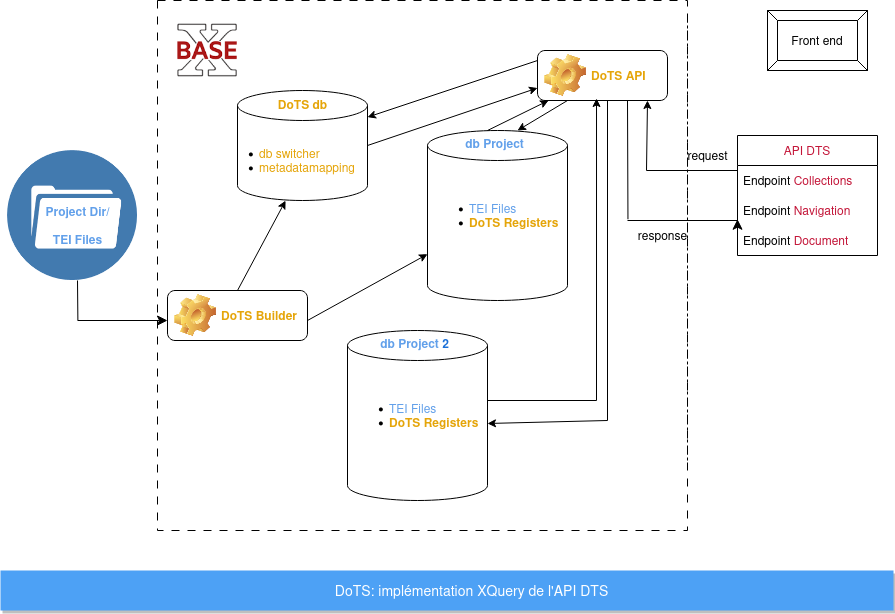 X
BASE
DoTS API
Front end
DoTS db
db switcher
metadatamapping
db Project
TEI Files
DoTS Registers
request
response
API DTS
Endpoint Collections
Endpoint Navigation
Endpoint Document
Project Dir/
TEI Files
DoTS Builder
db Project 2
TEI Files
DoTS Registers
DoTS: implémentation XQuery de l'API DTS